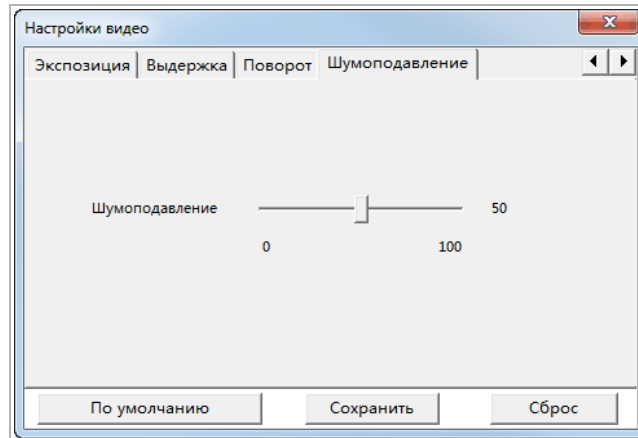 Настройки видео
Экспозиция Выдержка Поворот Шумоподавление
Шумоподавление 50
0 100
По умолчанию Сохранить Сброс